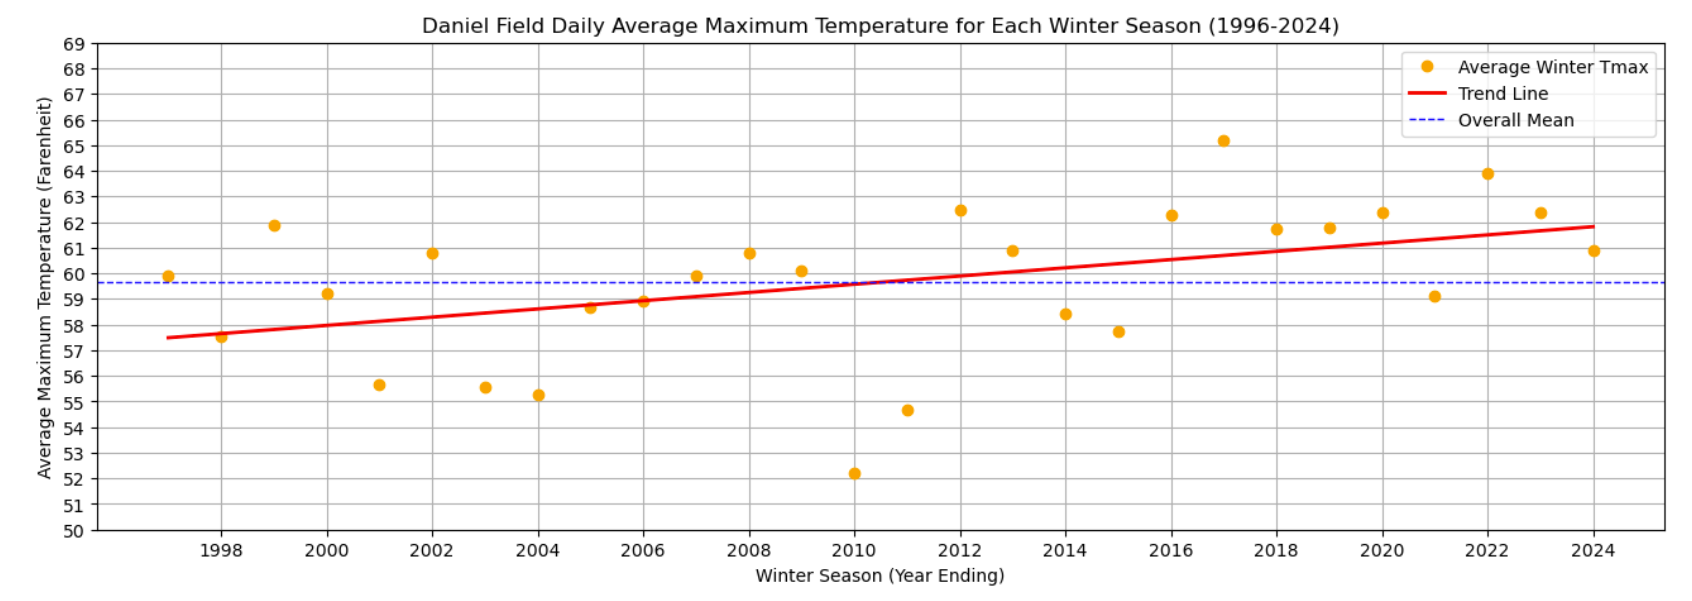 Daniel Field Daily Average Maximum Temperature for Each Winter Season (1996-2024)
Average Maximum Temperature (Farenheit)
69
68
67
66
65
64
63
62
61
60
59
58
57
56
55
54
53
52
51
50
Average Winter Tmax
Trend Line
Overall Mean
1998 2000 2002 2004 2006 2008 2010 2012 2014 2016 2018 2020 2022 2024
Winter Season (Year Ending)